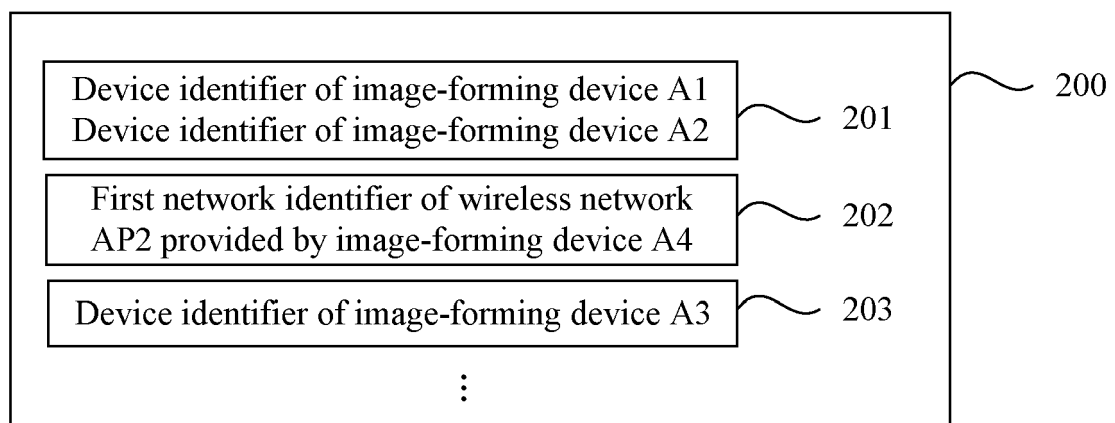 Device identifier of image-forming device A1
Device identifier of image-forming device A2
201
First network identifier of wireless network
AP2 provided by image-forming device A4
202
Device identifier of image-forming device A3
203
⋮
200